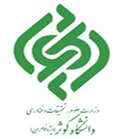 وزارت علوم، تحقیقات و فناوری
دانشگاه کوثر